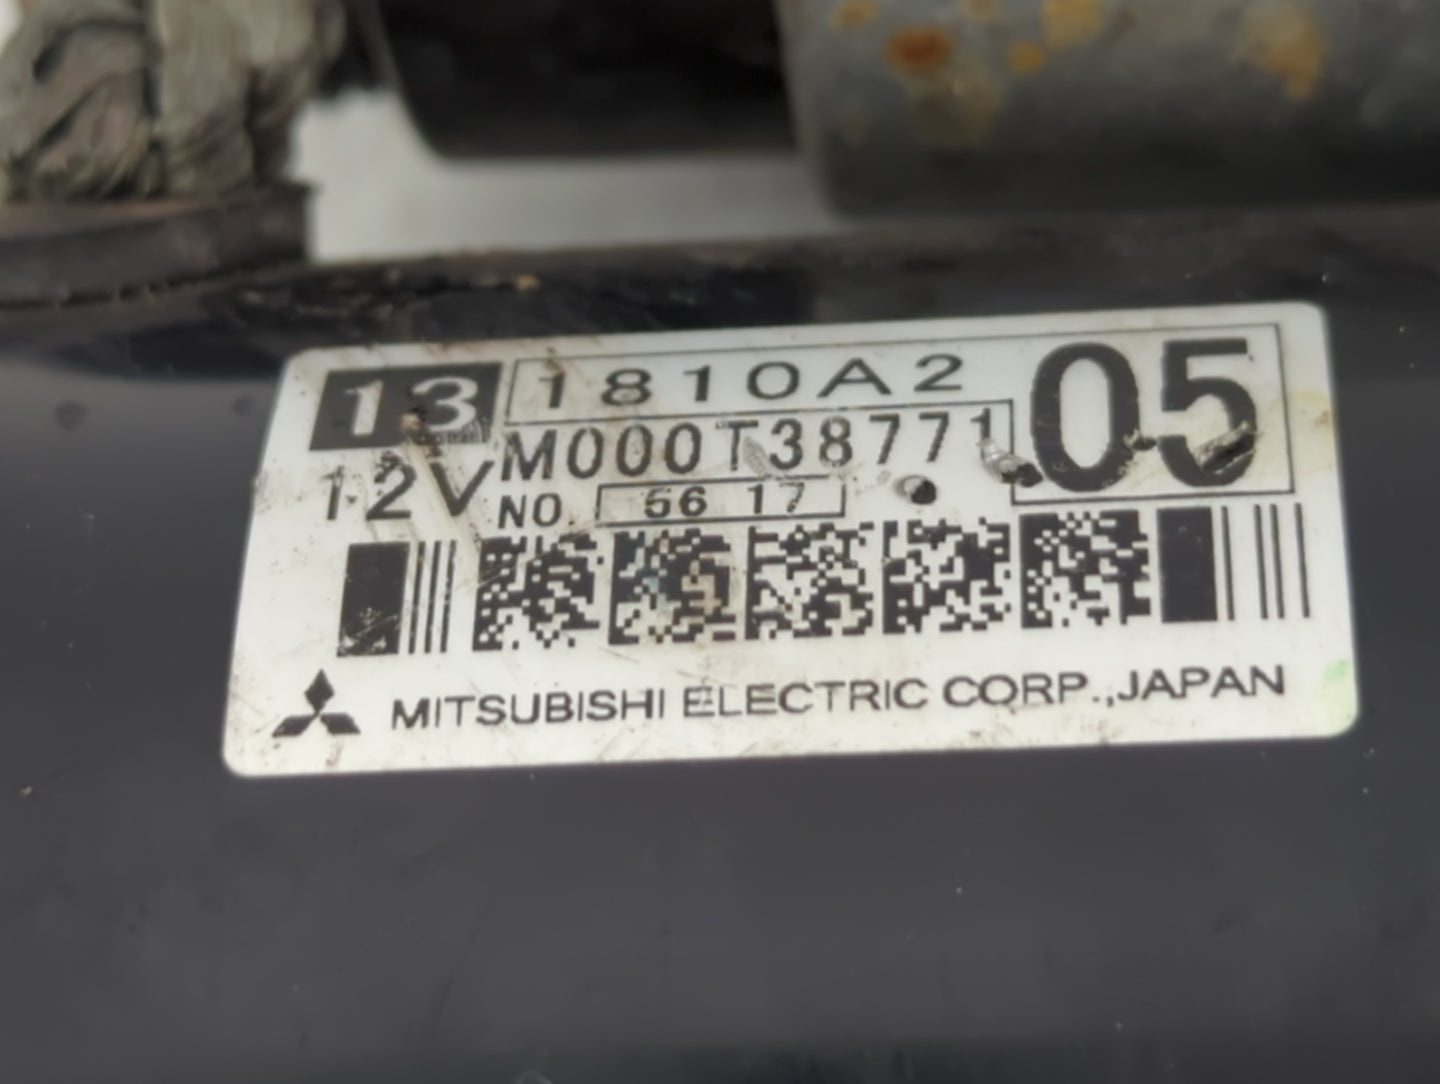 13 1810A2 05
M000T38771
12V NO 56 17
MITSUBISHI ELECTRIC CORP.,JAPAN